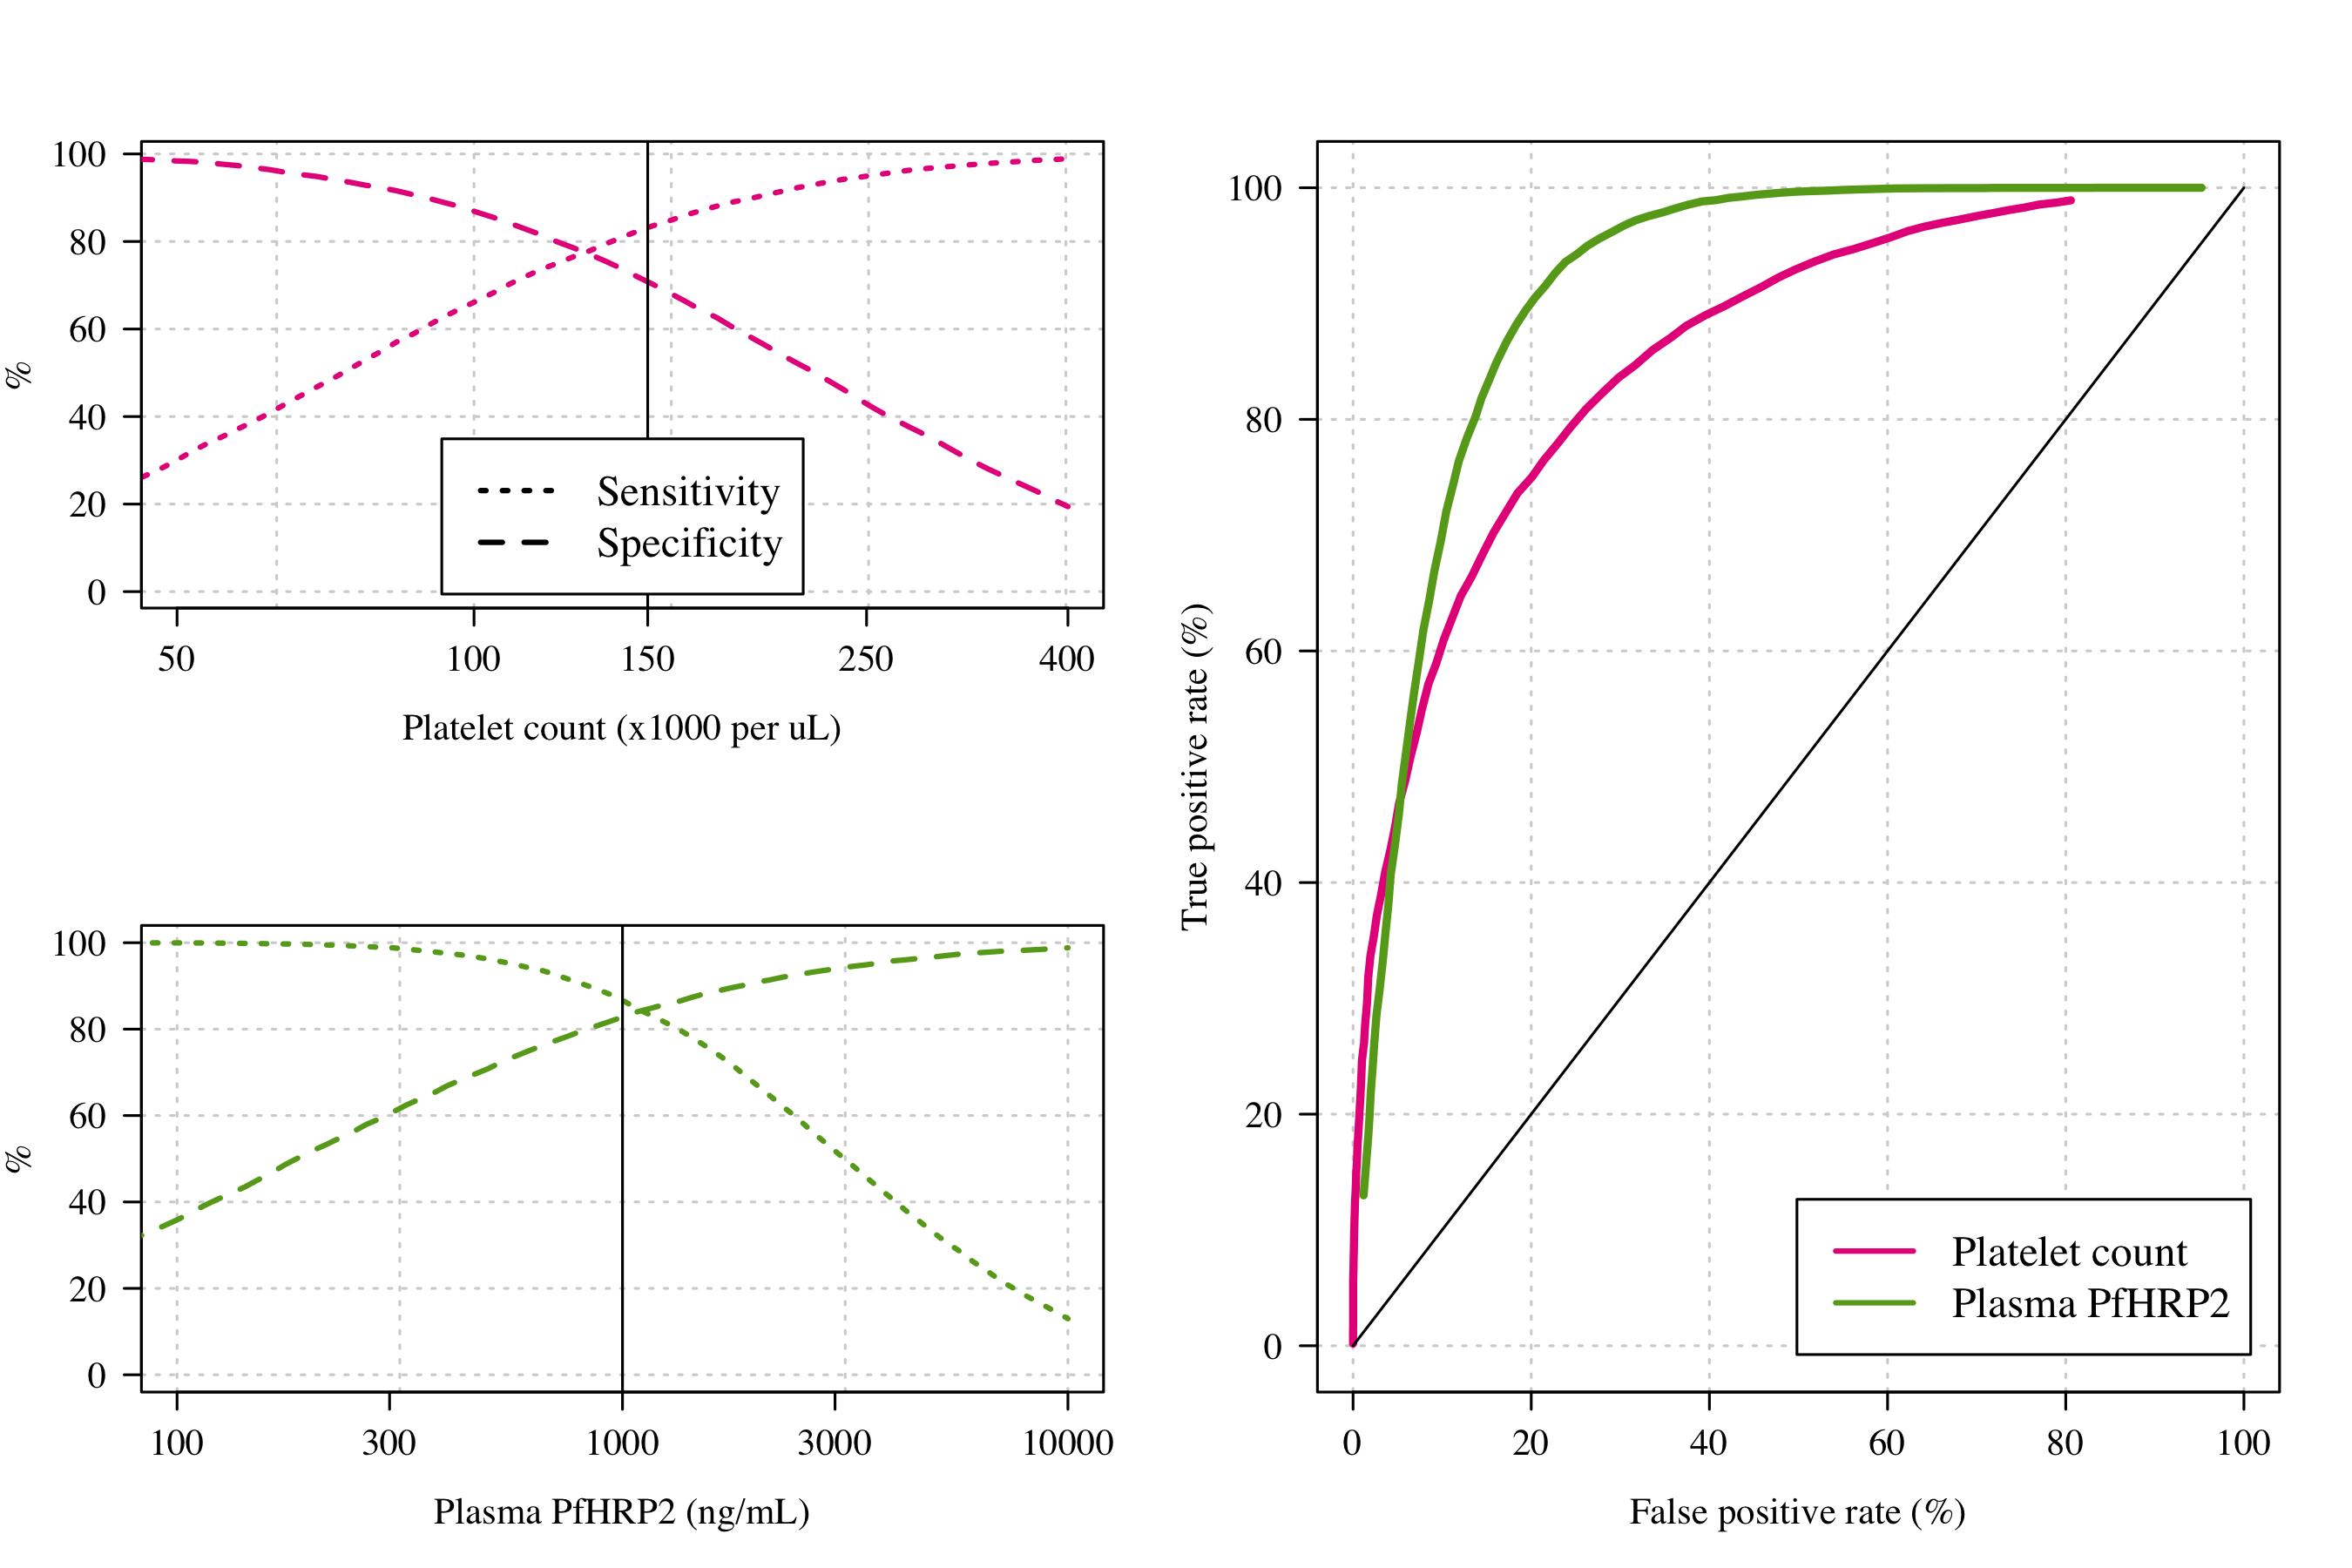 100
80
60
40
20
0
%
Sensitivity
Specificity
50 100 150 250 400
Platelet count (x1000 per uL)
100
80
60
40
20
0
%
100 300 1000 3000 10000
Plasma PfHRP2 (ng/mL)
100
80
60
40
20
0
True positive rate (%)
Platelet count
Plasma PfHRP2
0 20 40 60 80 100
False positive rate (%)